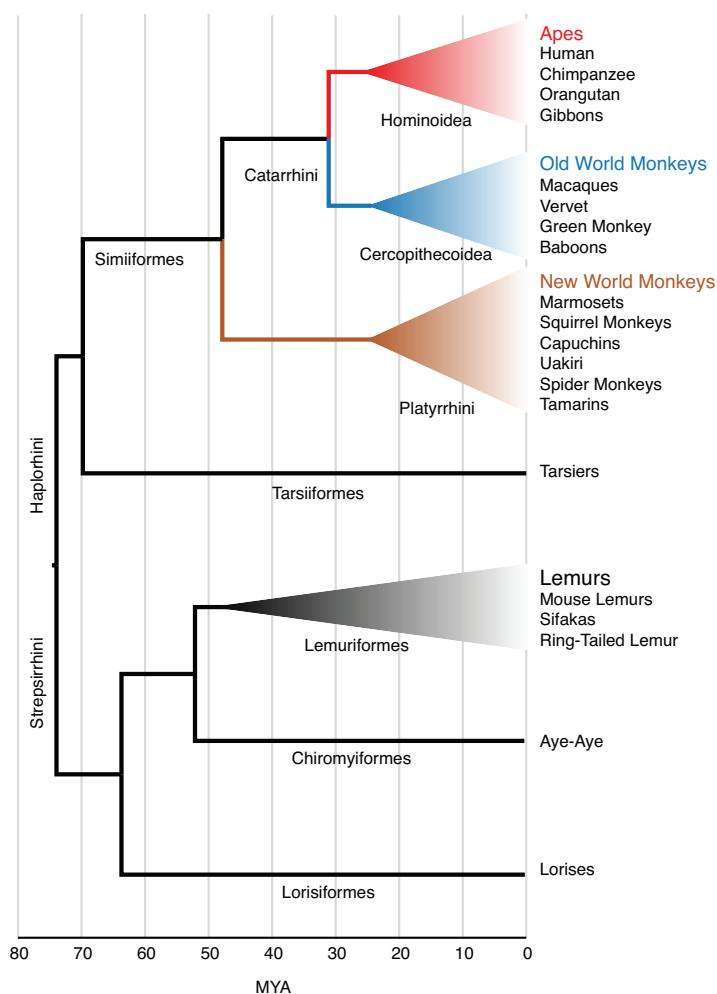 Apes
Human
Chimpanzee
Orangutan
Gibbons
Hominoidea
Old World Monkeys
Macaques
Vervet
Green Monkey
Baboons
Catarrhini
Cercopithecoidea
Simiiformes
New World Monkeys
Marmosets
Squirrel Monkeys
Capuchins
Uakiri
Spider Monkeys
Tamarins
Platyrrhini
Haplorhini
Tarsiers
Tarsiiformes
Lemurs
Mouse Lemurs
Sifakas
Ring-Tailed Lemur
Lemuriformes
Strepsirrhini
Aye-Aye
Chiromyiformes
Lorises
Lorisiformes
80 70 60 50 40 30 20 10 0
MYA